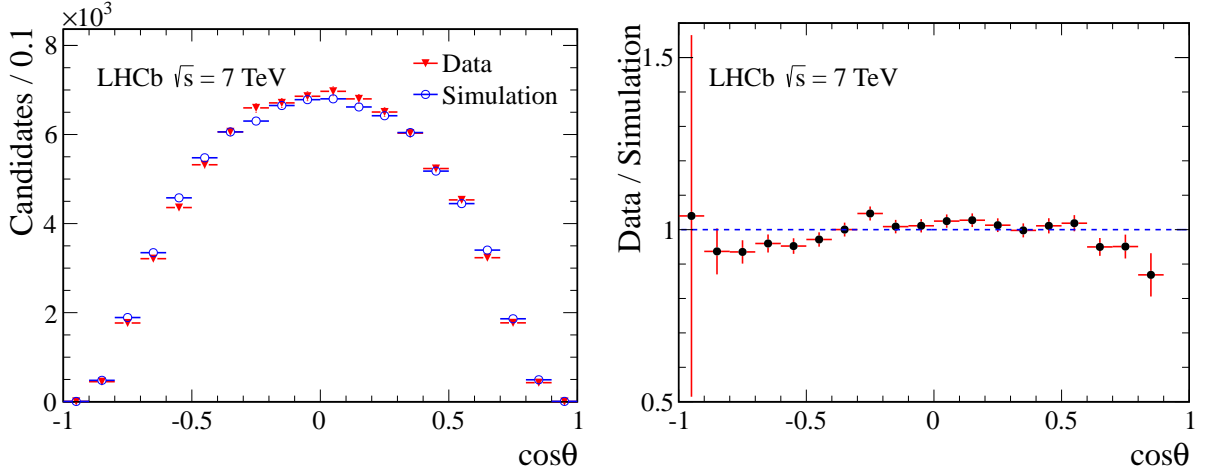 ×10³
Candidates / 0.1
8
6
4
2
0
LHCb √s = 7 TeV
Data
Simulation
-1 -0.5 0 0.5 1
cosθ
Data / Simulation
1.5
1
0.5
LHCb √s = 7 TeV
-1 -0.5 0 0.5 1
cosθ